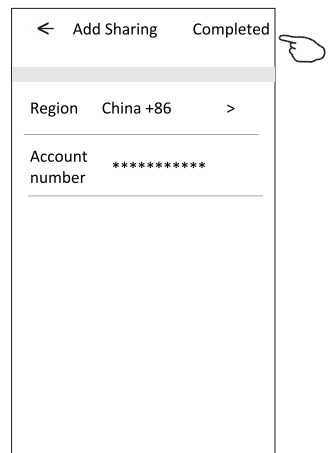 ← Add Sharing Completed
Region China +86 >
Account
number ***********